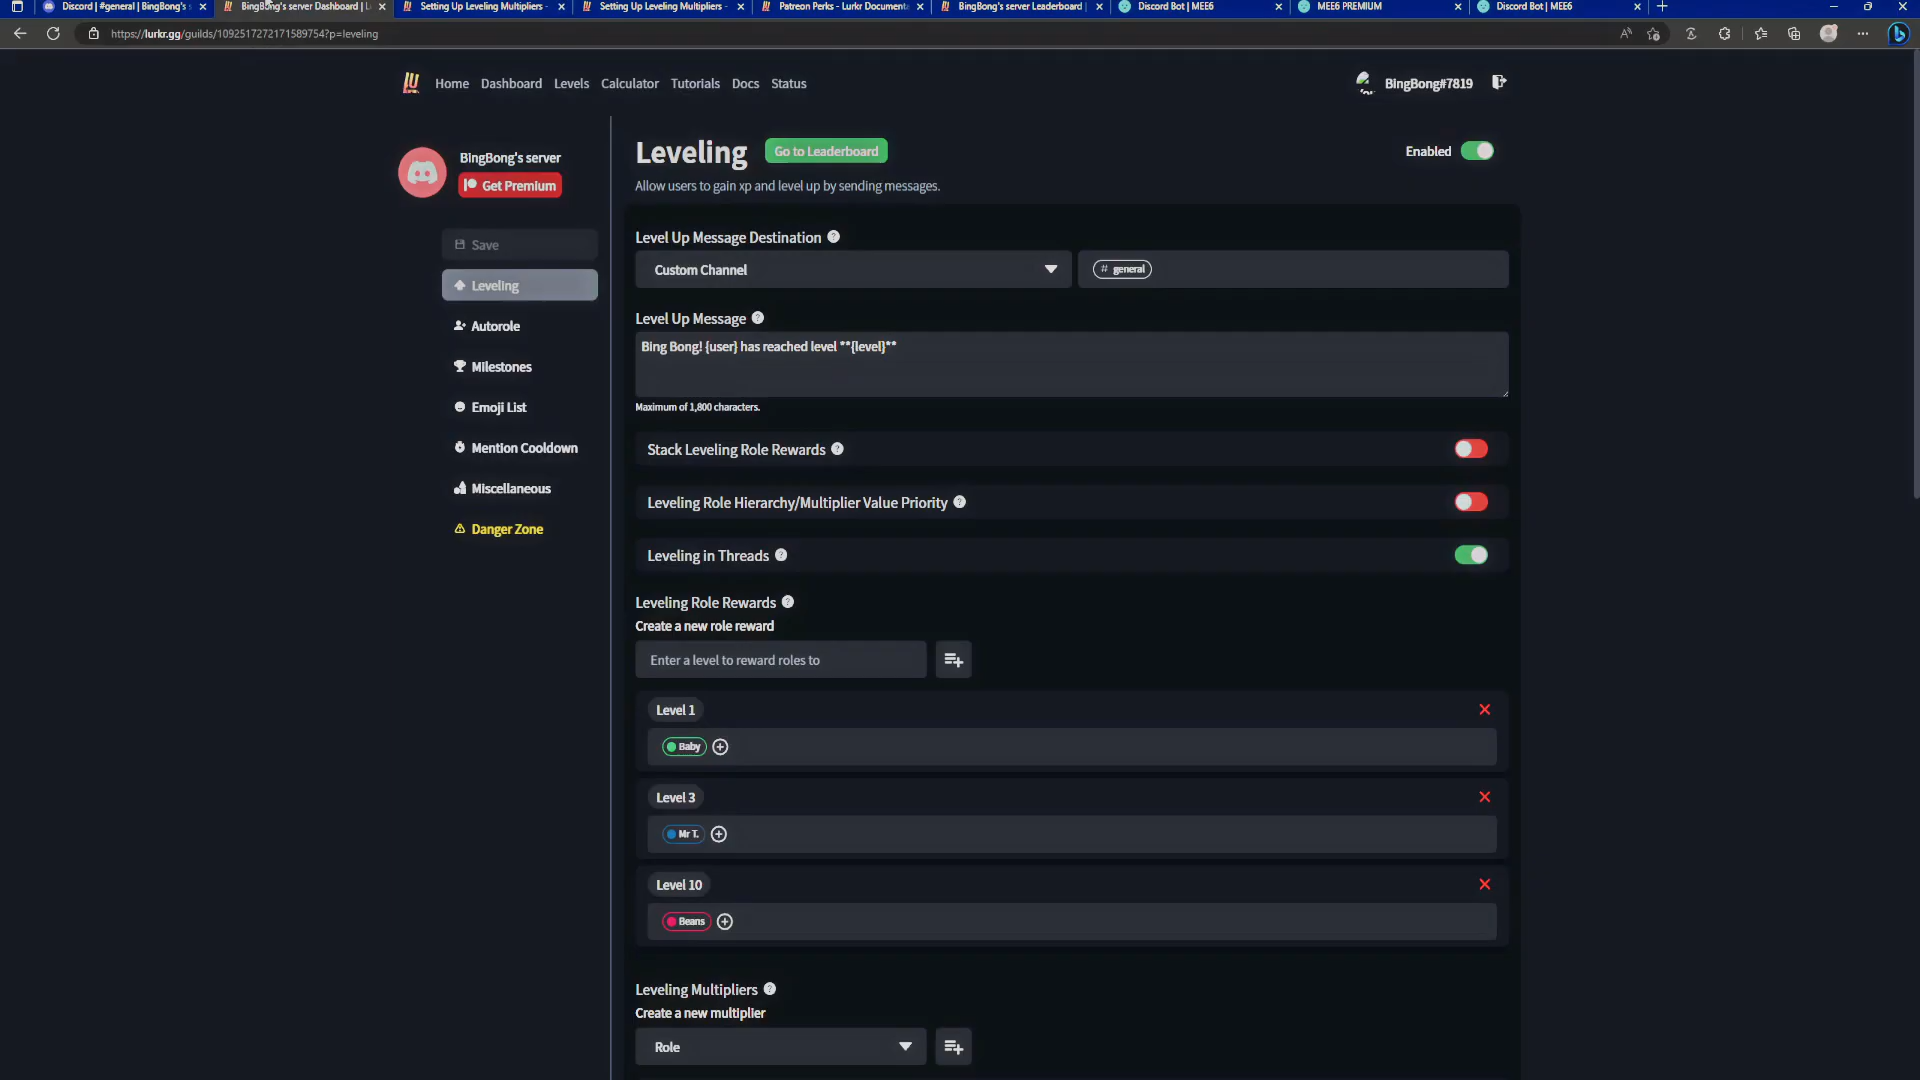 Discord | #general | BingBong's s
BingBong's server Dashboard | L
Setting Up Leveling Multipliers -
Setting Up Leveling Multipliers -
Patreon Perks - Lurkr Documenta
BingBong's server Leaderboard |
Discord Bot | MEE6
MEE6 PREMIUM
Discord Bot | MEE6
https://lurkr.gg/guilds/1092517272171589754?p=leveling
Home Dashboard Levels Calculator Tutorials Docs Status
BingBong#7819
BingBong's server
Get Premium
Save
Leveling
Autorole
Milestones
Emoji List
Mention Cooldown
Miscellaneous
Danger Zone
Leveling
Go to Leaderboard
Enabled
Allow users to gain xp and level up by sending messages.
Level Up Message Destination
Custom Channel
# general
Level Up Message
Bing Bong! {user} has reached level **{level}**
Maximum of 1,800 characters.
Stack Leveling Role Rewards
Leveling Role Hierarchy/Multiplier Value Priority
Leveling in Threads
Leveling Role Rewards
Create a new role reward
Enter a level to reward roles to
Level 1
Baby
Level 3
Mr T.
Level 10
Beans
Leveling Multipliers
Create a new multiplier
Role